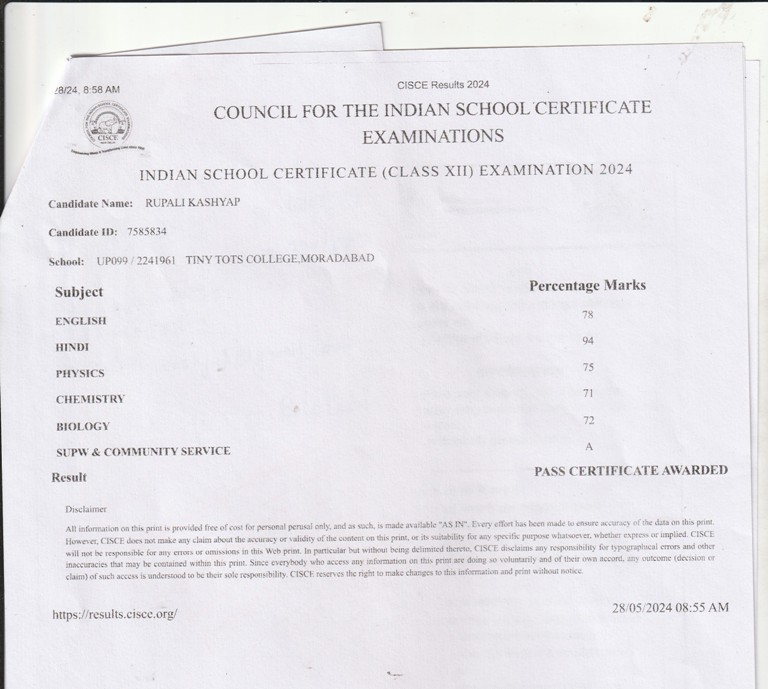 :8/24, 8:58 AM
CISCE Results 2024
CISCE
COUNCIL FOR THE INDIAN SCHOOL CERTIFICATE
EXAMINATIONS
INDIAN SCHOOL CERTIFICATE (CLASS XII) EXAMINATION 2024
Candidate Name: RUPALI KASHYAP
Candidate ID: 7585834
School: UP099 / 2241961 TINY TOTS COLLEGE,MORADABAD
Subject Percentage Marks
ENGLISH 78
HINDI 94
PHYSICS 75
CHEMISTRY 71
BIOLOGY 72
SUPW & COMMUNITY SERVICE A
Result PASS CERTIFICATE AWARDED
Disclaimer
All information on this print is provided free of cost for personal perusal only, and as such, is made available "AS IN". Every effort has been made to ensure accuracy of the data on this print.
However, CISCE does not make any claim about the accuracy or validity of the content on this print, or its suitability for any specific purpose whatsoever, whether express or implied. CISCE
will not be responsible for any errors or omissions in this Web print. In particular but without being delimited thereto, CISCE disclaims any responsibility for typographical errors and other
inaccuracies that may be contained within this print. Since everybody who access any information on this print are doing so voluntarily and of their own accord, any outcome (decision or
claim) of such access is understood to be their sole responsibility. CISCE reserves the right to make changes to this information and print without notice.
https://results.cisce.org/ 28/05/2024 08:55 AM